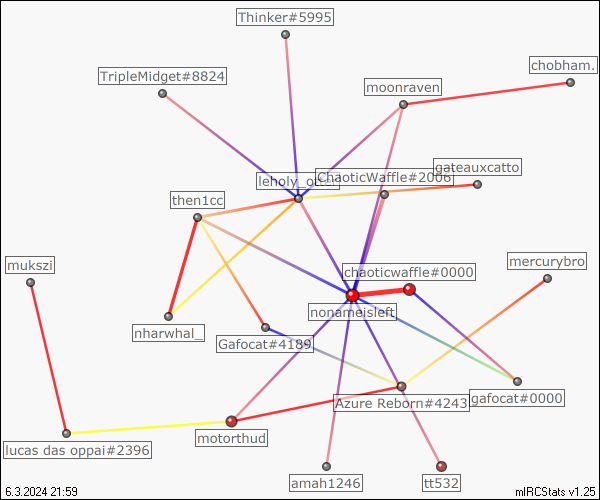 Thinker#5995
TripleMidget#8824
chobham.
moonraven
gateauxcatto
leholy_otter
ChaoticWaffle#2006
then1cc
mukszi
mercurybro
chaoticwaffle#0000
nonameisleft
nharwhal_
Gafocat#4189
Azure Reborn#4243
gafocat#0000
motorthud
lucas das oppai#2396
amah1246
tt532
6.3.2024 21:59
mIRCStats v1.25